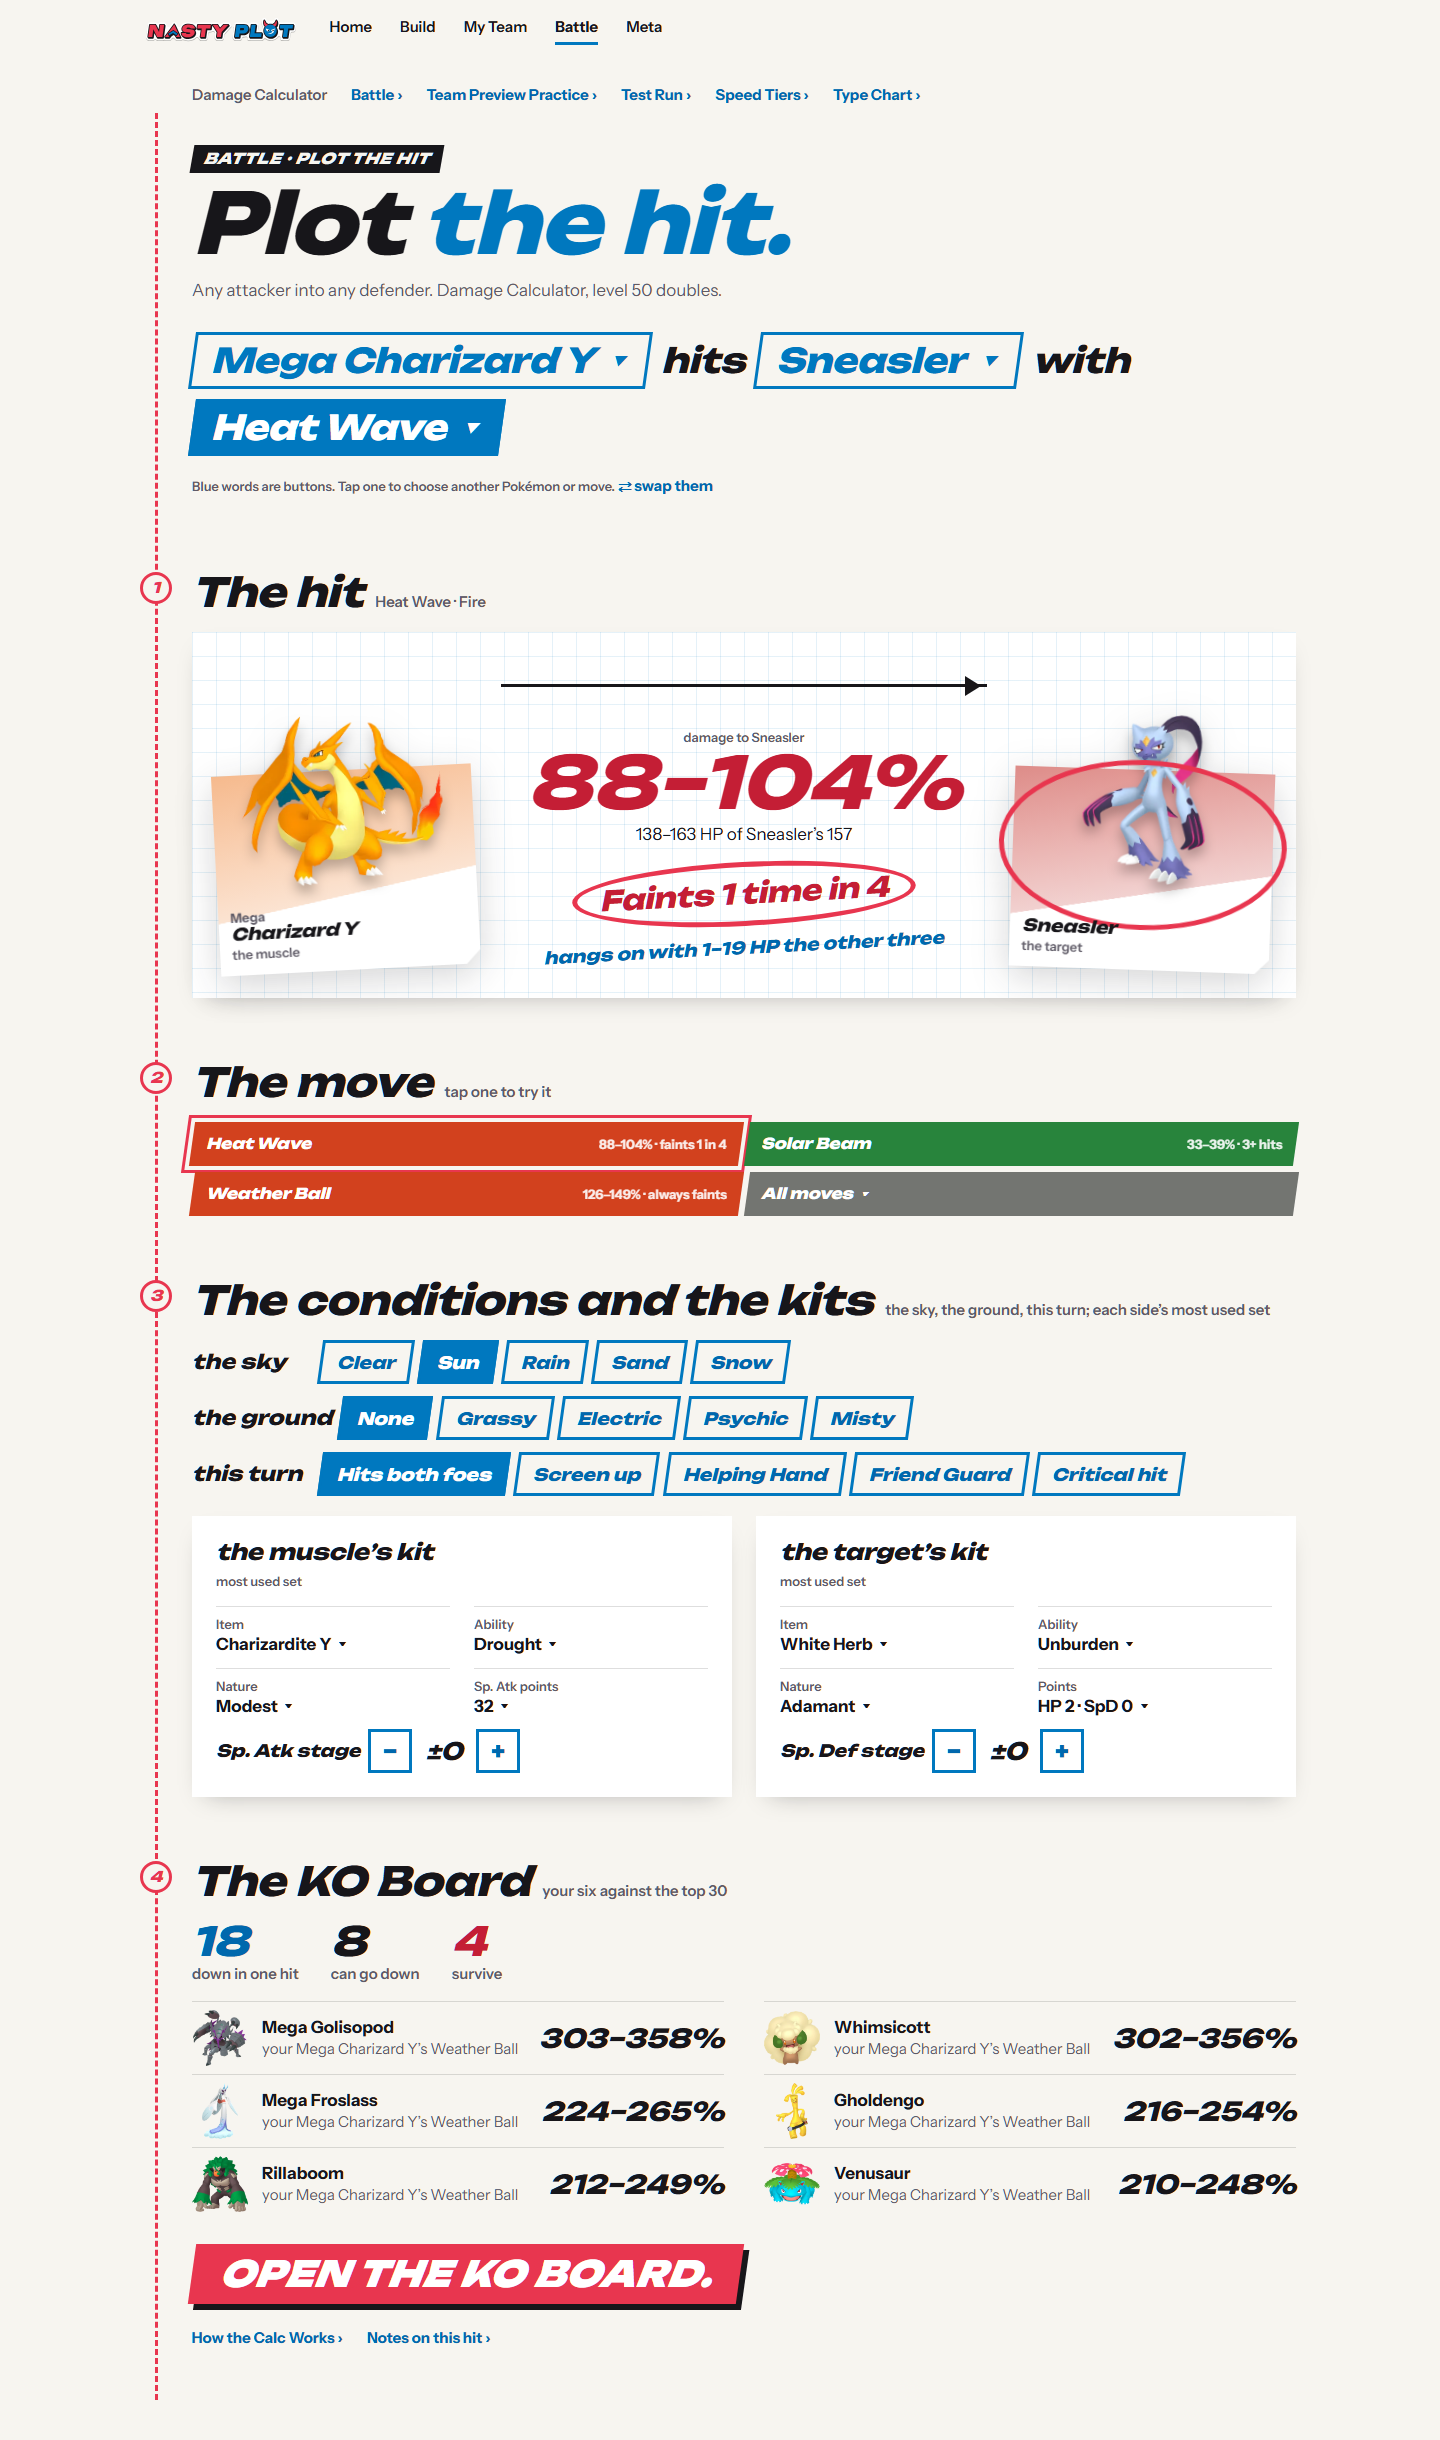 NASTY PLOT Home Build My Team Battle Meta
Damage Calculator Battle › Team Preview Practice › Test Run › Speed Tiers › Type Chart ›
BATTLE · PLOT THE HIT
Plot the hit.
Any attacker into any defender. Damage Calculator, level 50 doubles.
Mega Charizard Y ▼ hits Sneasler ▼ with
Heat Wave ▼
Blue words are buttons. Tap one to choose another Pokémon or move. ⇄ swap them
1 The hit Heat Wave · Fire
damage to Sneasler
88–104%
138–163 HP of Sneasler’s 157
Faints 1 time in 4
hangs on with 1–19 HP the other three
Mega
Charizard Y
the muscle
Sneasler
the target
2 The move tap one to try it
Heat Wave 88–104% · faints 1 in 4
Solar Beam 33–39% · 3+ hits
Weather Ball 126–149% · always faints
All moves ▼
3 The conditions and the kits the sky, the ground, this turn; each side’s most used set
the sky Clear Sun Rain Sand Snow
the ground None Grassy Electric Psychic Misty
this turn Hits both foes Screen up Helping Hand Friend Guard Critical hit
the muscle’s kit
most used set
Item Ability
Charizardite Y ▼ Drought ▼
Nature Sp. Atk points
Modest ▼ 32 ▼
Sp. Atk stage − ±0 +
the target’s kit
most used set
Item Ability
White Herb ▼ Unburden ▼
Nature Points
Adamant ▼ HP 2 · SpD 0 ▼
Sp. Def stage − ±0 +
4 The KO Board your six against the top 30
18 8 4
down in one hit can go down survive
Mega Golisopod
your Mega Charizard Y’s Weather Ball 303–358%
Whimsicott
your Mega Charizard Y’s Weather Ball 302–356%
Mega Froslass
your Mega Charizard Y’s Weather Ball 224–265%
Gholdengo
your Mega Charizard Y’s Weather Ball 216–254%
Rillaboom
your Mega Charizard Y’s Weather Ball 212–249%
Venusaur
your Mega Charizard Y’s Weather Ball 210–248%
OPEN THE KO BOARD.
How the Calc Works › Notes on this hit ›